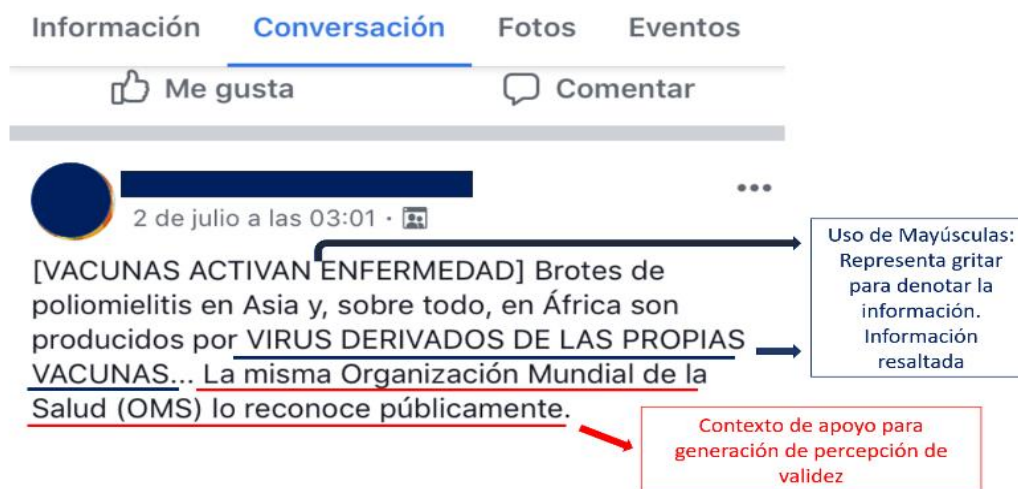 Información Conversación Fotos Eventos
Me gusta Comentar
2 de julio a las 03:01 ·
[VACUNAS ACTIVAN ENFERMEDAD] Brotes de
poliomielitis en Asia y, sobre todo, en África son
producidos por VIRUS DERIVADOS DE LAS PROPIAS
VACUNAS... La misma Organización Mundial de la
Salud (OMS) lo reconoce públicamente.
Uso de Mayúsculas:
Representa gritar
para denotar la
información.
Información
resaltada
Contexto de apoyo para
generación de percepción de
validez